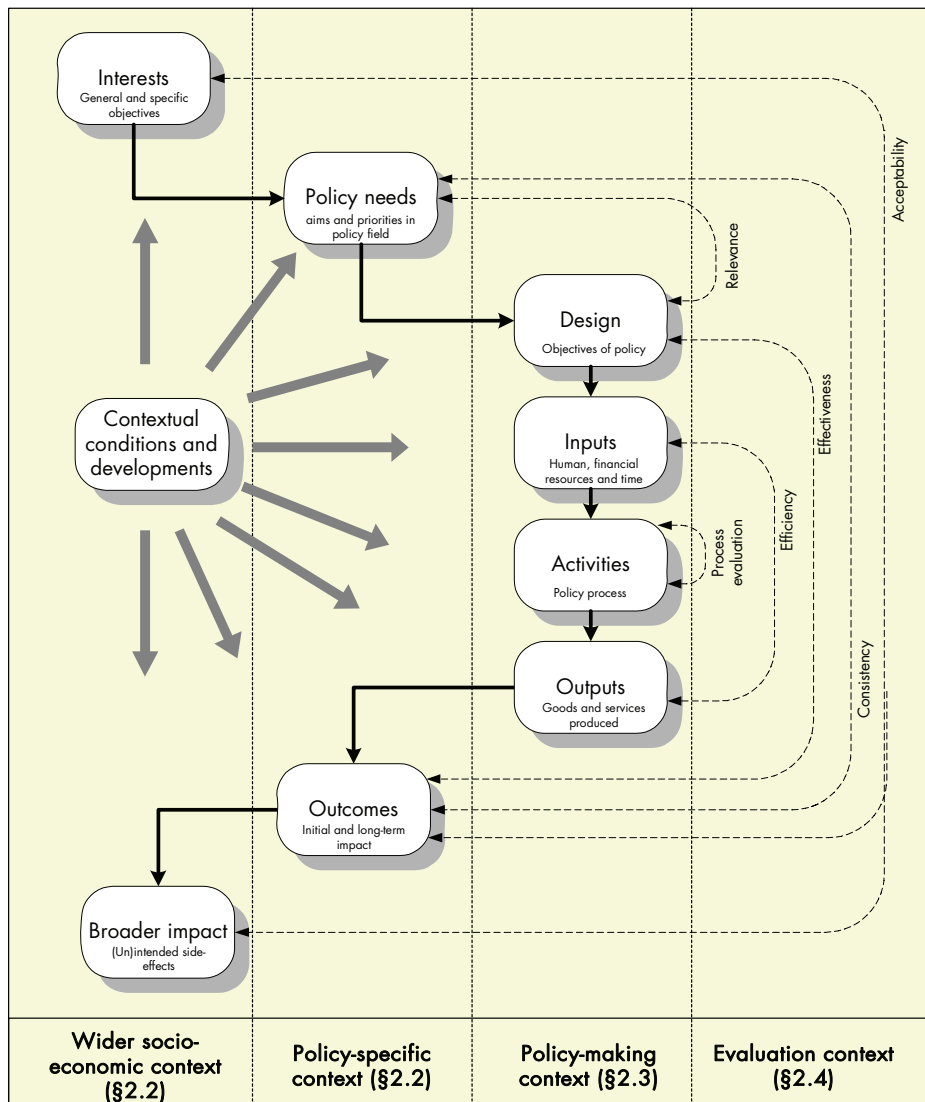 Interests
General and specific
objectives
Policy needs
aims and priorities in
policy field
Design
Objectives of policy
Contextual
conditions and
developments
Inputs
Human, financial
resources and time
Activities
Policy process
Outputs
Goods and services
produced
Outcomes
Initial and long-term
impact
Broader impact
(Un)intended side-
effects
Acceptability
Relevance
Effectiveness
Efficiency
Process
evaluation
Consistency
Wider socio-
economic context
(§2.2)
Policy-specific
context (§2.2)
Policy-making
context (§2.3)
Evaluation context
(§2.4)